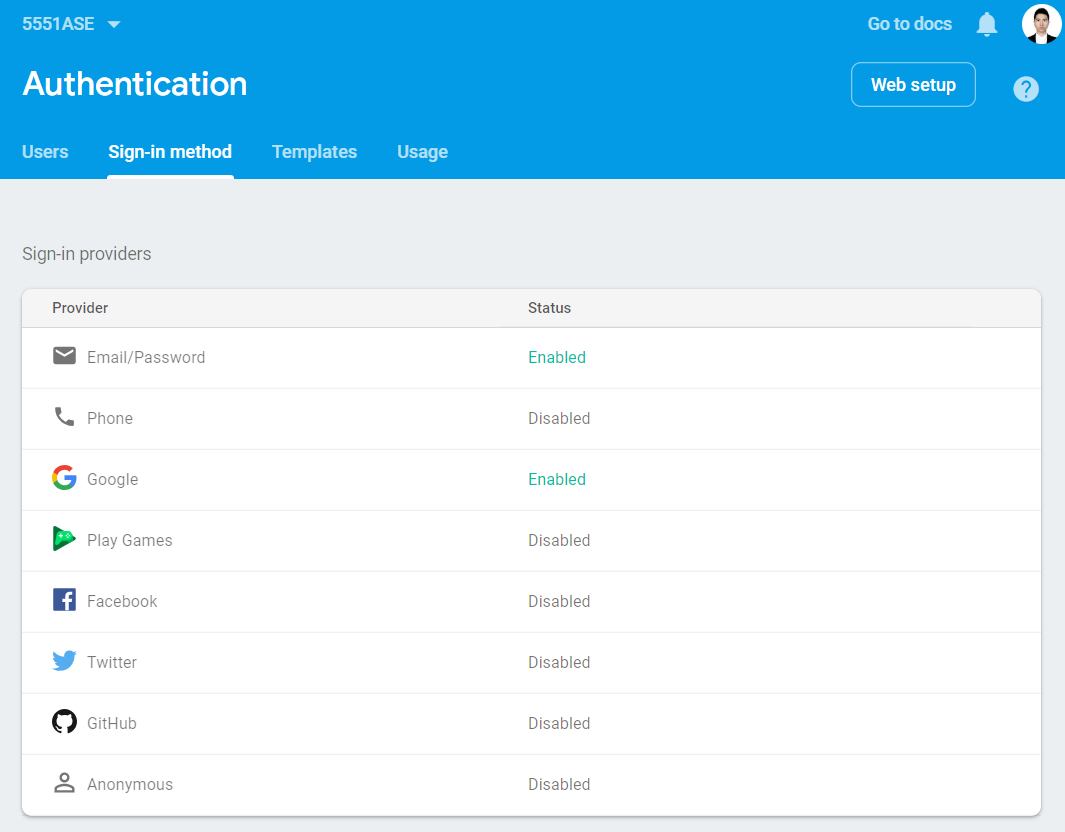 5551ASE Go to docs
Authentication Web setup ?
Users Sign-in method Templates Usage
Sign-in providers
Provider Status
Email/Password Enabled
Phone Disabled
Google Enabled
Play Games Disabled
Facebook Disabled
Twitter Disabled
GitHub Disabled
Anonymous Disabled